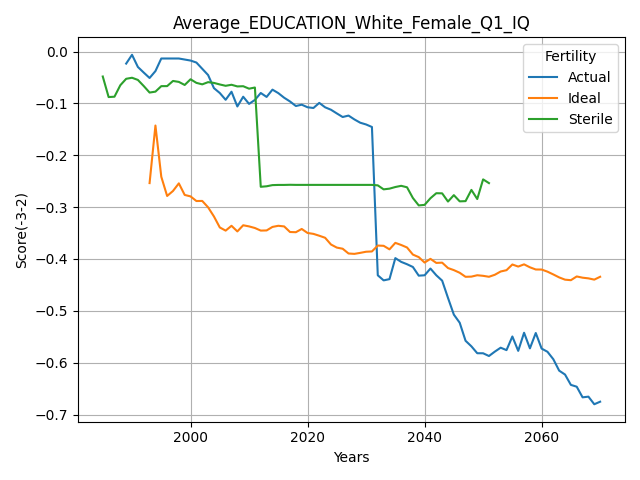 Average_EDUCATION_White_Female_Q1_IQ
Fertility
Actual
Ideal
Sterile
Score(-3-2)
0.0
−0.1
−0.2
−0.3
−0.4
−0.5
−0.6
−0.7
2000
2020
2040
2060
Years